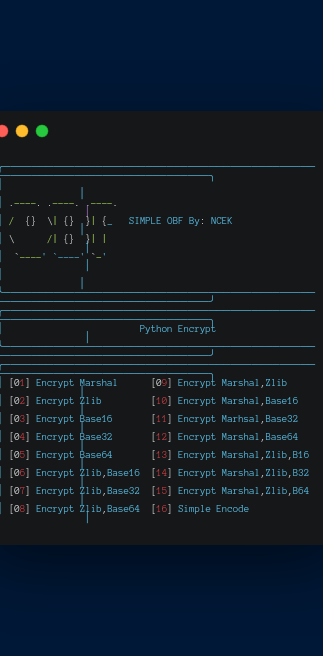 SIMPLE OBF By: NCEK
Python Encrypt
[01] Encrypt Marshal [09] Encrypt Marshal,Zlib
[02] Encrypt Zlib [10] Encrypt Marshal,Base16
[03] Encrypt Base16 [11] Encrypt Marhsal,Base32
[04] Encrypt Base32 [12] Encrypt Marshal,Base64
[05] Encrypt Base64 [13] Encrypt Marshal,Zlib,B16
[06] Encrypt Zlib,Base16 [14] Encrypt Marshal,Zlib,B32
[07] Encrypt Zlib,Base32 [15] Encrypt Marshal,Zlib,B64
[08] Encrypt Zlib,Base64 [16] Simple Encode